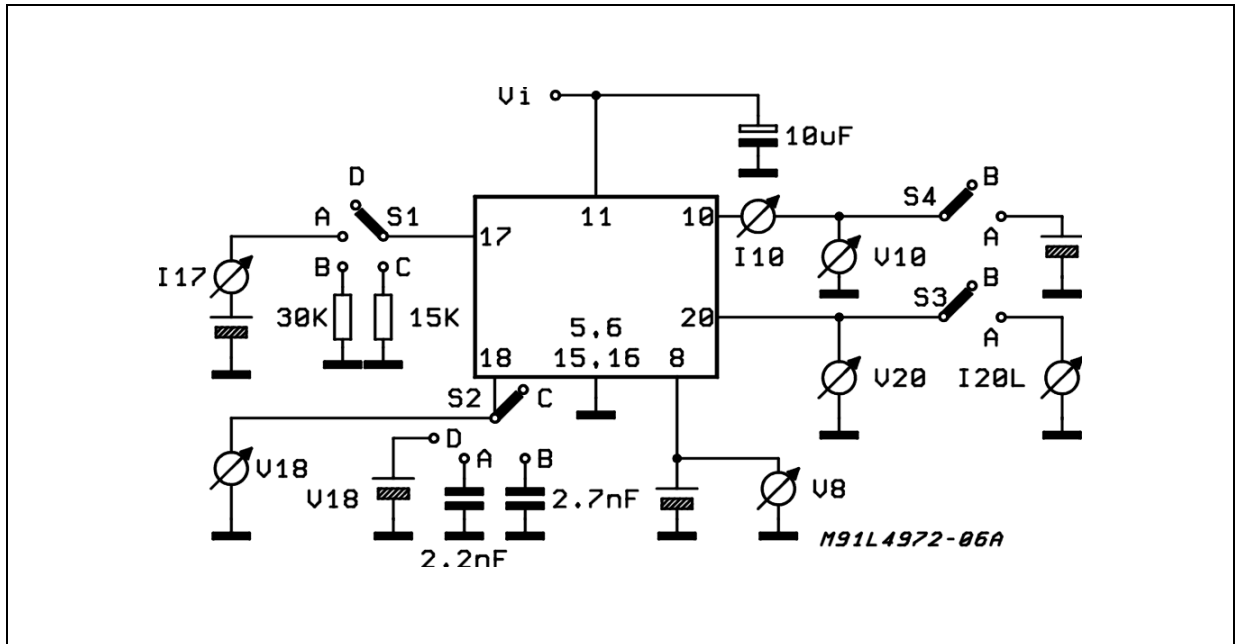 Vi
10uF
D
A
S1
17
11
10
S4
B
I10
V10
A
I17
B
C
30K
15K
5,6
15,16
8
20
S3
B
A
18
S2
C
V20
I20L
V18
D
A
B
V18
2.7nF
V8
2.2nF
M91L4972-06A